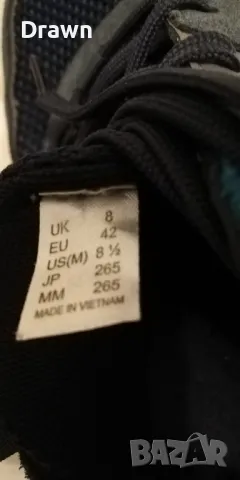 Drawn
UK 8
EU 42
US(M) 8 ½
JP 265
MM 265
MADE IN VIETNAM
BAZAR